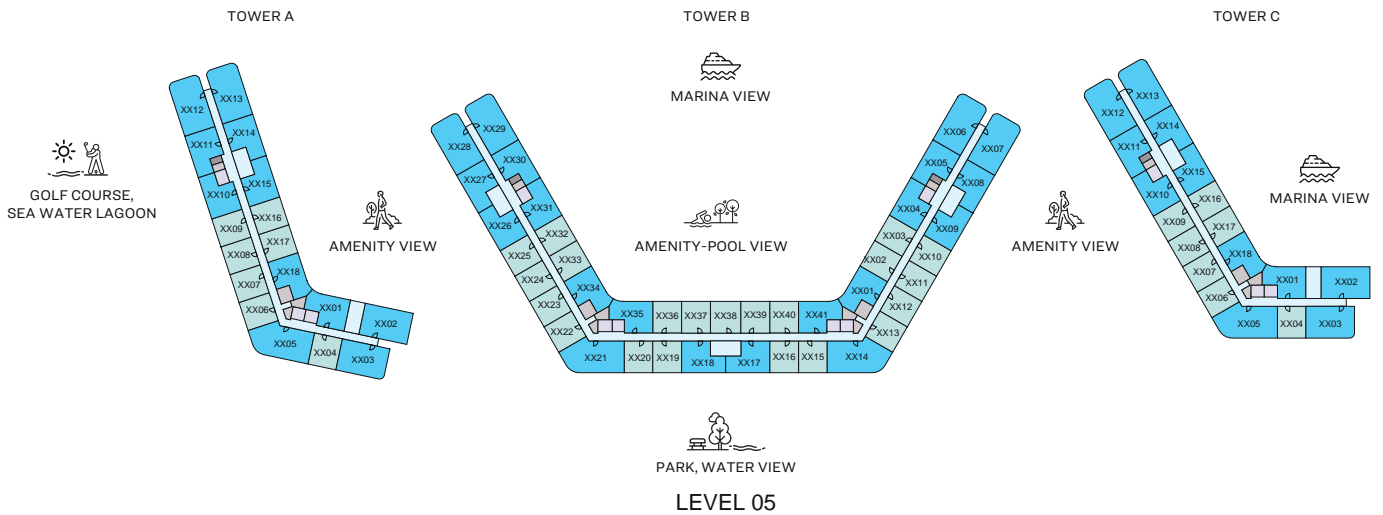 TOWER A
TOWER B
TOWER C
MARINA VIEW
GOLF COURSE,
SEA WATER LAGOON
AMENITY VIEW
AMENITY-POOL VIEW
AMENITY VIEW
MARINA VIEW
PARK, WATER VIEW
LEVEL 05
XX12
XX13
XX11
XX14
XX10
XX15
XX09
XX16
XX08
XX17
XX07
XX18
XX06
XX01
XX02
XX05
XX04
XX03
XX28
XX29
XX27
XX30
XX26
XX31
XX25
XX32
XX24
XX33
XX23
XX34
XX22
XX35
XX36
XX37
XX38
XX39
XX40
XX41
XX21
XX20
XX19
XX18
XX17
XX16
XX15
XX14
XX06
XX07
XX05
XX08
XX04
XX09
XX03
XX10
XX02
XX11
XX01
XX12
XX13
XX12
XX13
XX11
XX14
XX10
XX15
XX09
XX16
XX08
XX17
XX07
XX18
XX06
XX01
XX02
XX05
XX04
XX03